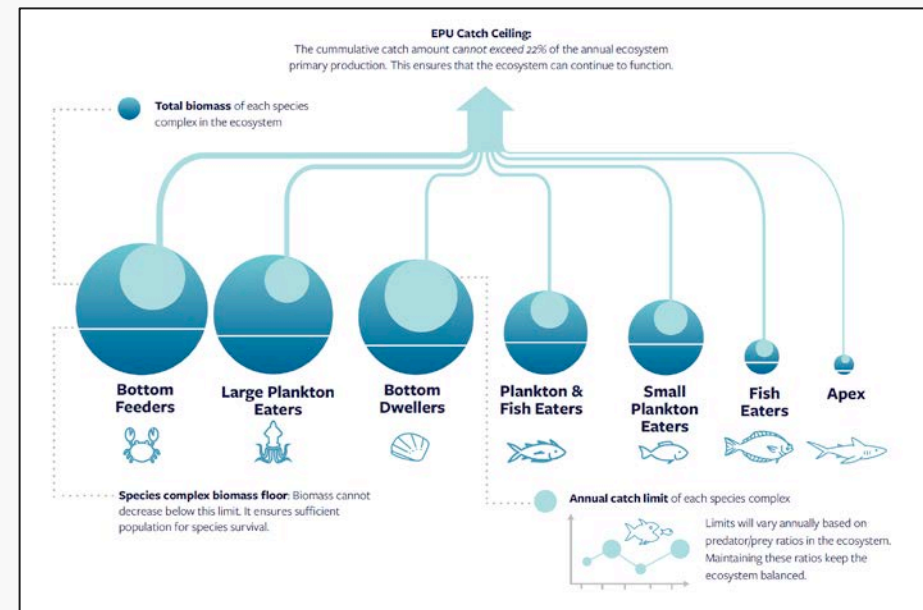 EPU Catch Ceiling:
The cummulative catch amount cannot exceed 22% of the annual ecosystem
primary production. This ensures that the ecosystem can continue to function.
Total biomass of each species
complex in the ecosystem
Bottom
Feeders
Large Plankton
Eaters
Bottom
Dwellers
Plankton &
Fish Eaters
Small
Plankton
Eaters
Fish
Eaters
Apex
Species complex biomass floor: Biomass cannot
decrease below this limit. It ensures sufficient
population for species survival.
Annual catch limit of each species complex
Limits will vary annually based on
predator/prey ratios in the ecosystem.
Maintaining these ratios keep the
ecosystem balanced.